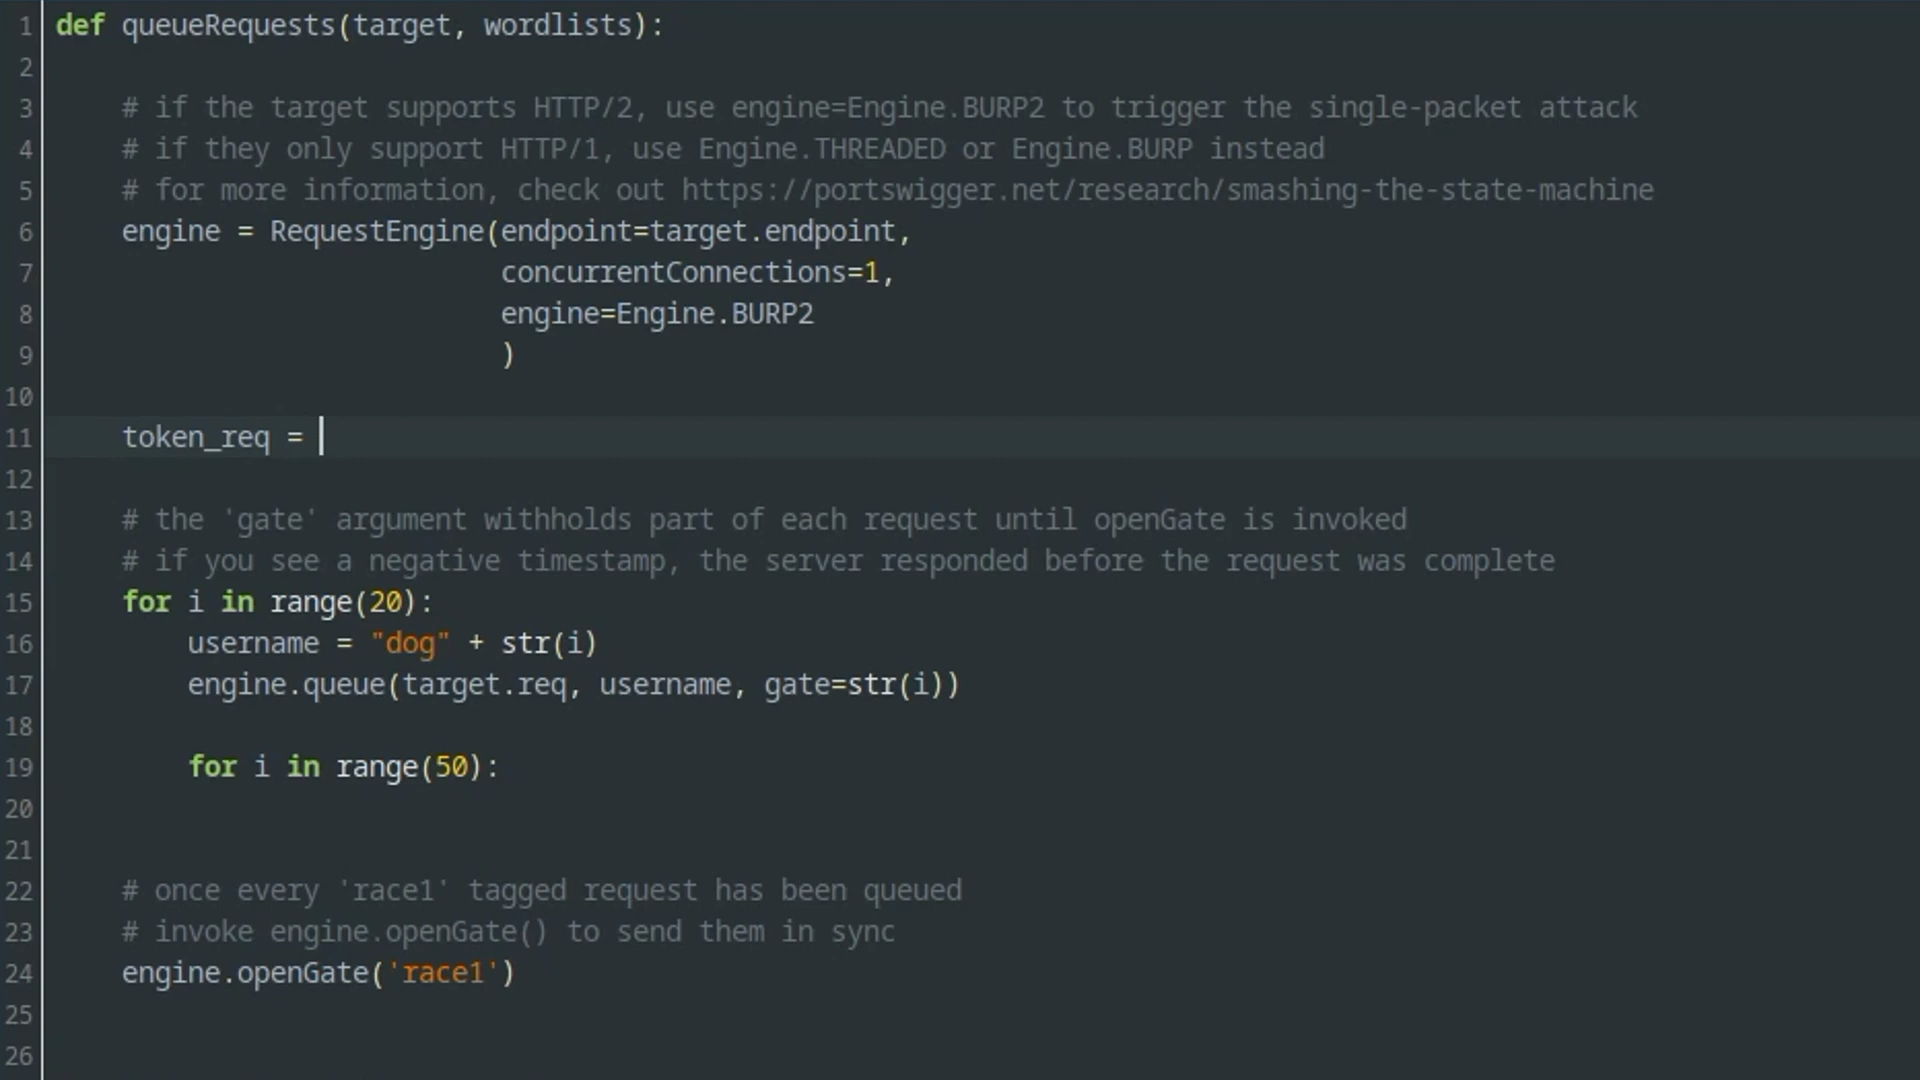 1 def queueRequests(target, wordlists):
2
3 # if the target supports HTTP/2, use engine=Engine.BURP2 to trigger the single-packet attack
4 # if they only support HTTP/1, use Engine.THREADED or Engine.BURP instead
5 # for more information, check out https://portswigger.net/research/smashing-the-state-machine
6 engine = RequestEngine(endpoint=target.endpoint,
7 concurrentConnections=1,
8 engine=Engine.BURP2
9 )
10
11 token_req =
12
13 # the 'gate' argument withholds part of each request until openGate is invoked
14 # if you see a negative timestamp, the server responded before the request was complete
15 for i in range(20):
16 username = "dog" + str(i)
17 engine.queue(target.req, username, gate=str(i))
18
19 for i in range(50):
20
21
22 # once every 'race1' tagged request has been queued
23 # invoke engine.openGate() to send them in sync
24 engine.openGate('race1')
25
26